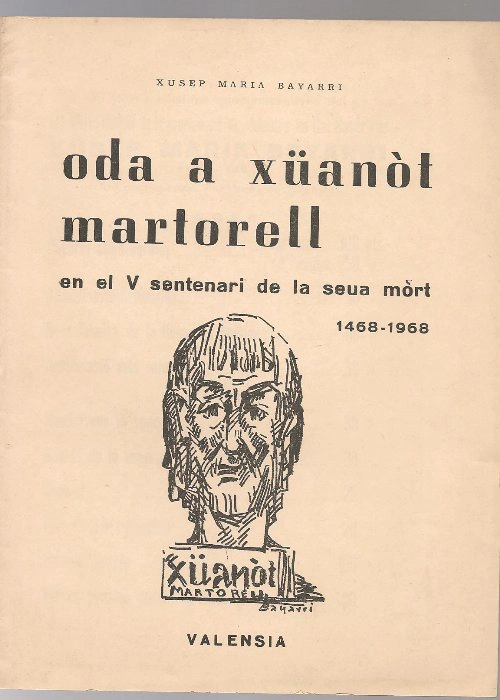 XUSEP MARIA BAYARRI
oda a xüanòt
martorell
en el V sentenari de la seua mòrt
1468-1968
Xüanòt
MARTORELL
Bayarri
VALENSIA